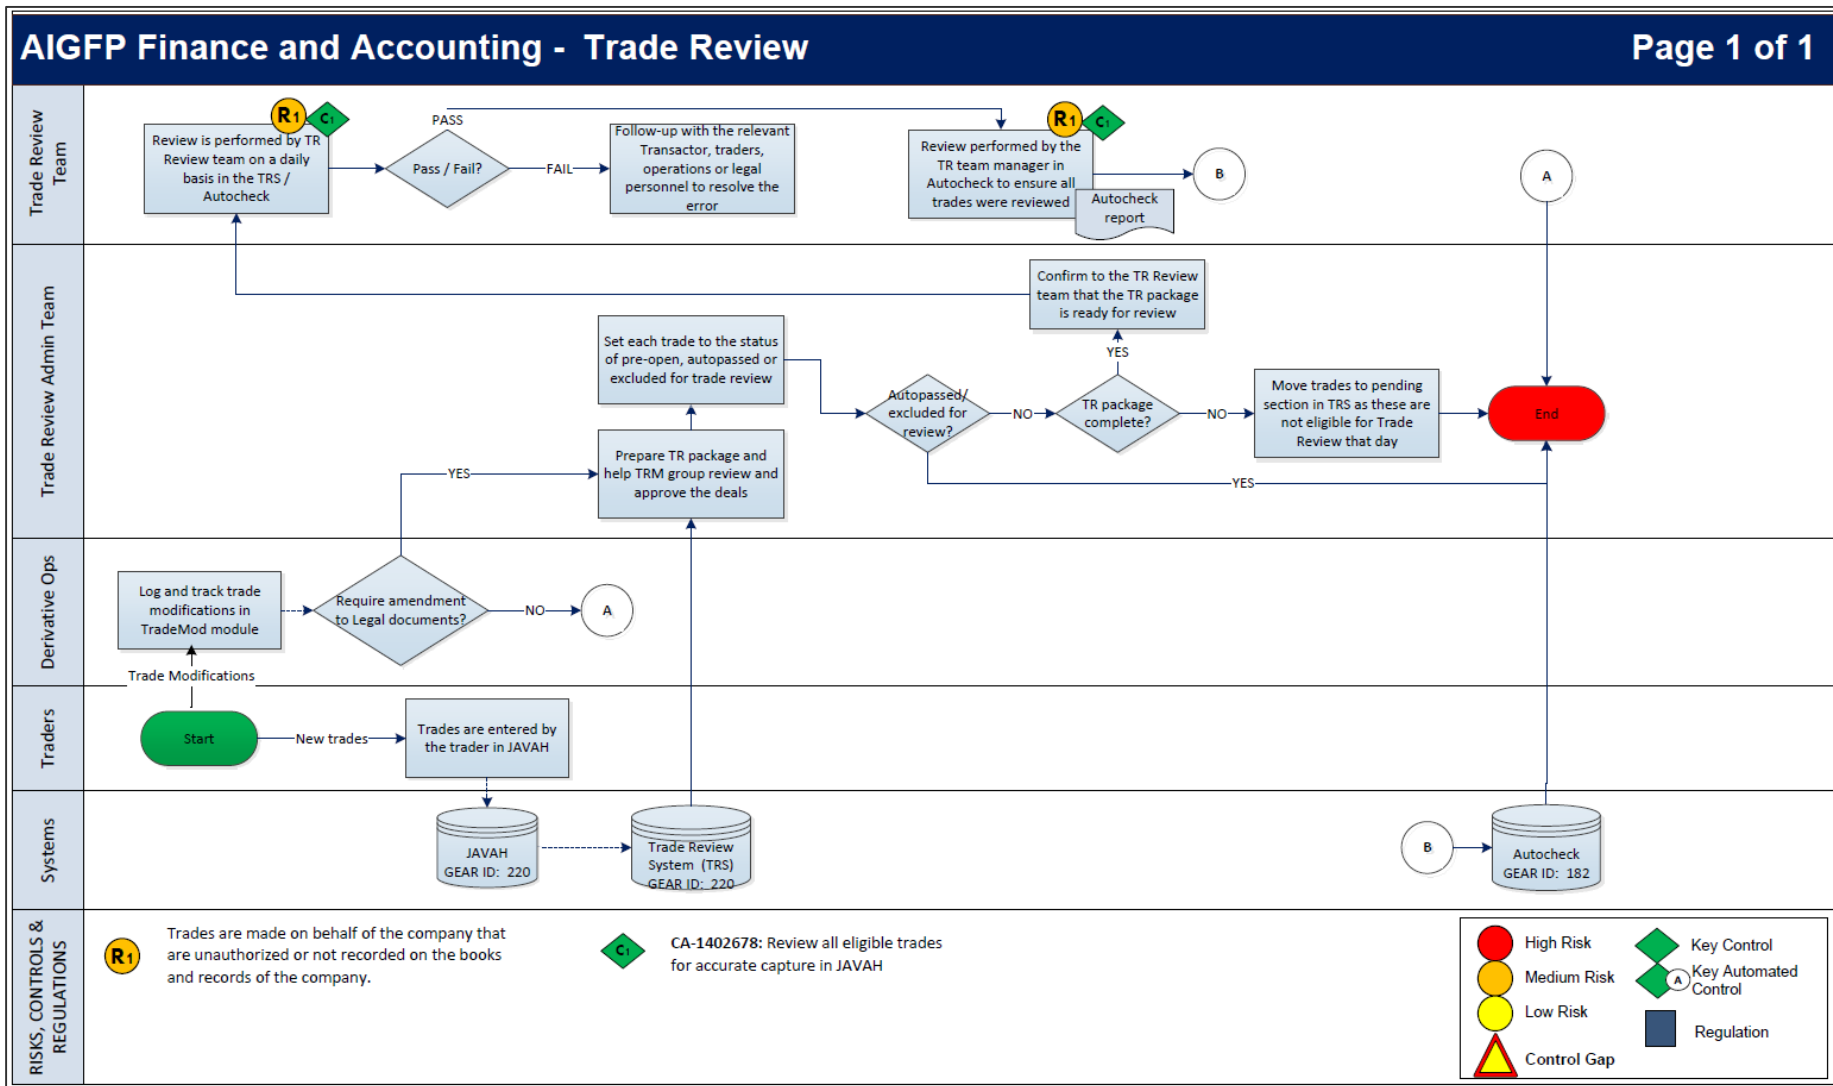 AIGFP Finance and Accounting -  Trade Review
Page 1 of 1
Trade Review
Team
R1
C1
Review is performed by TR
Review team on a daily
basis in the TRS /
Autocheck
PASS
Pass / Fail?
FAIL
Follow-up with the relevant
Transactor, traders,
operations or legal
personnel to resolve the
error
R1
C1
Review performed by the
TR team manager in
Autocheck to ensure all
trades were reviewed
Autocheck
report
B
A
Trade Review Admin Team
Confirm to the TR Review
team that the TR package
is ready for review
Set each trade to the status
of pre-open, autopassed or
excluded for trade review
YES
Autopassed/
excluded for
review?
NO
TR package
complete?
NO
Move trades to pending
section in TRS as these are
not eligible for Trade
Review that day
End
YES
Prepare TR package and
help TRM group review and
approve the deals
YES
Derivative Ops
Log and track trade
modifications in
TradeMod module
Require amendment
to Legal documents?
NO
A
Trade Modifications
Traders
Start
New trades
Trades are entered by
the trader in JAVAH
Systems
JAVAH
GEAR ID:  220
Trade Review
System  (TRS)
GEAR ID:  220
B
Autocheck
GEAR ID:  182
RISKS, CONTROLS &
REGULATIONS
R1
Trades are made on behalf of the company that
are unauthorized or not recorded on the books
and records of the company.
C1
CA-1402678: Review all eligible trades
for accurate capture in JAVAH
High Risk
Medium Risk
Low Risk
Control Gap
Key Control
A
Key Automated
Control
Regulation